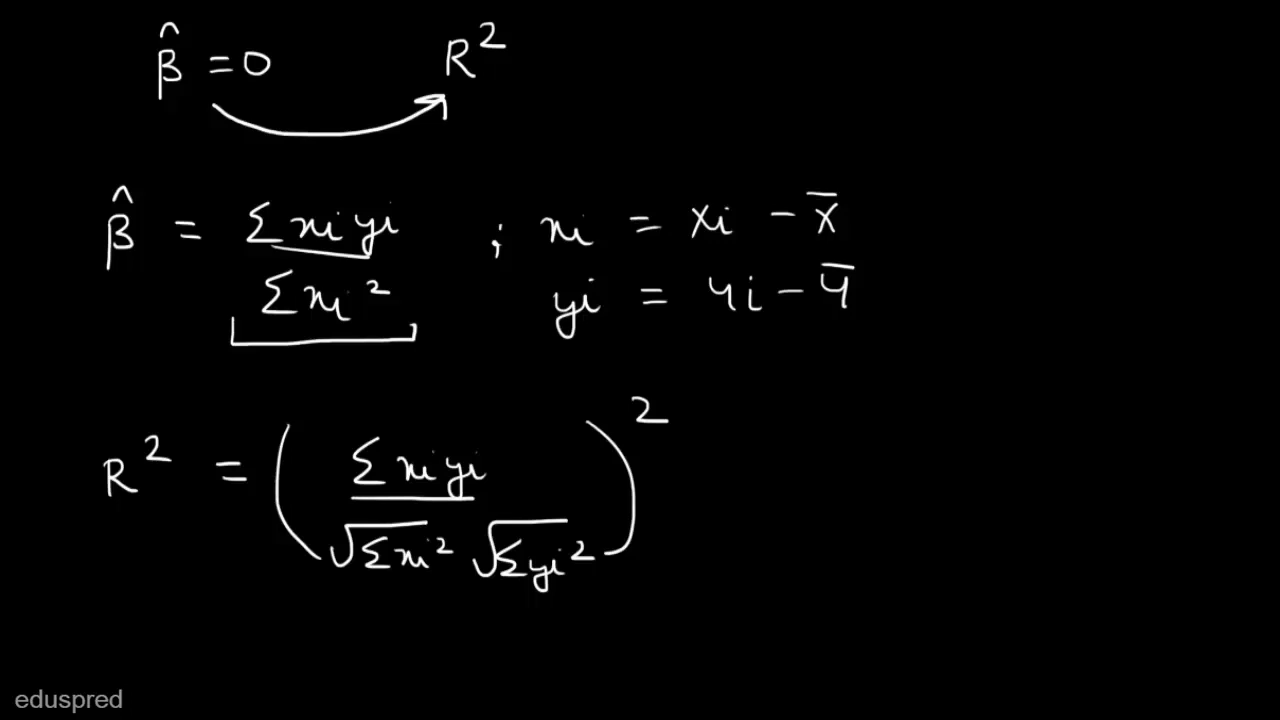 β̂ = 0 R²
β̂ = Σxiyi / Σxi² ; xi = Xi − X̄
yi = Yi − Ȳ
R² = (Σxiyi / √Σxi² √Σyi²)²
eduspred